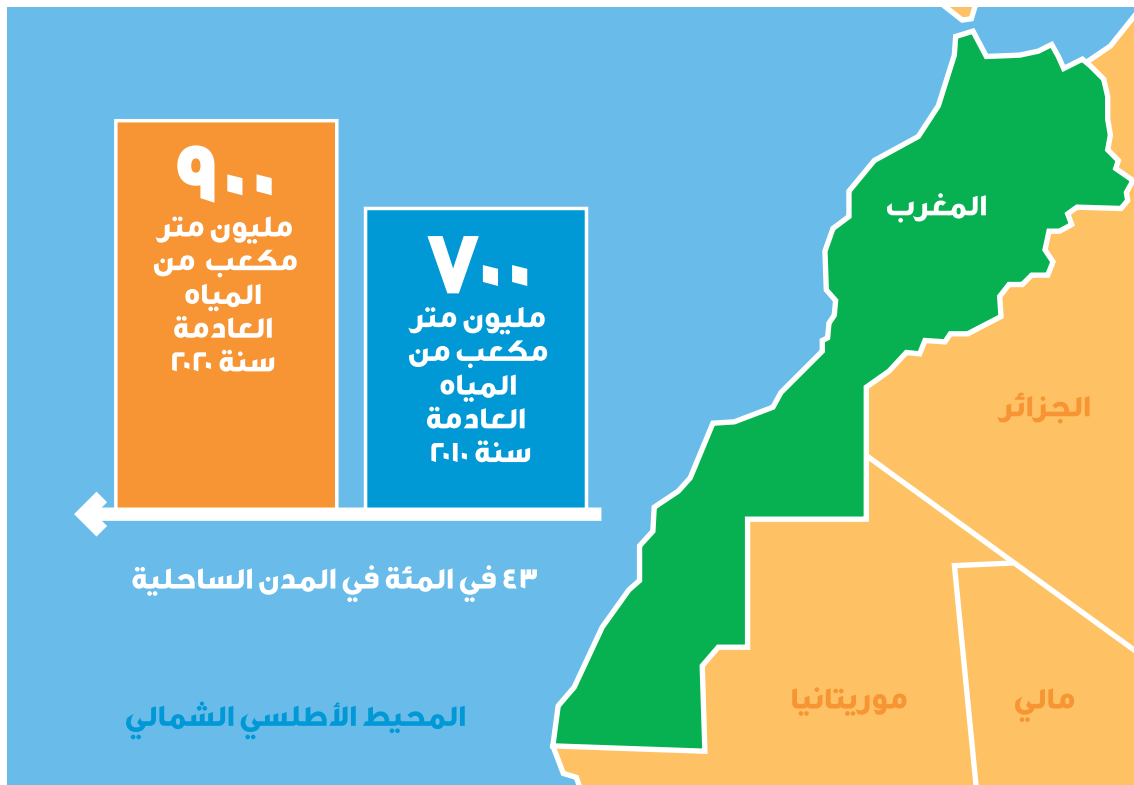 ٧٠٠
مليون متر
مكعب من
المياه
العادمة
سنة ٢٠١٠
٩٠٠
مليون متر
مكعب من
المياه
العادمة
سنة ٢٠٢٠
٤٣ في المئة في المدن الساحلية
المغرب
الجزائر
موريتانيا
مالي
المحيط الأطلسي الشمالي